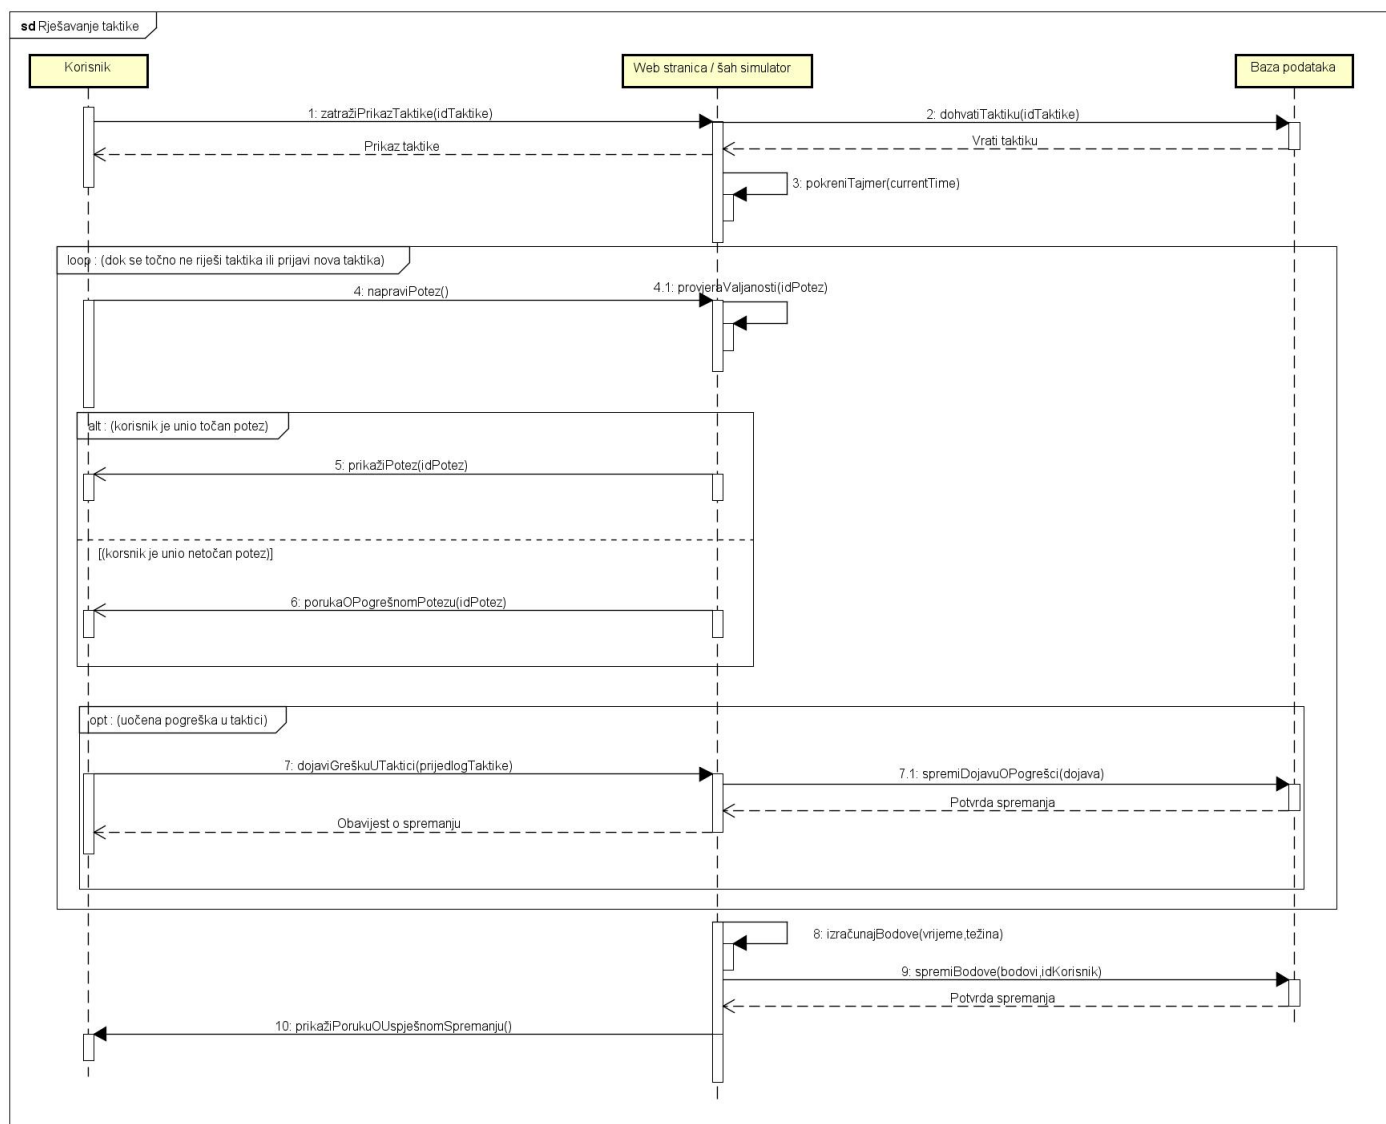 sd Rješavanje taktike
Korisnik
Web stranica / šah simulator
Baza podataka
1: zatražiPrikazTaktike(idTaktike)
2: dohvatiTaktiku(idTaktike)
Prikaz taktike
Vrati taktiku
3: pokreniTajmer(currentTime)
loop : (dok se točno ne riješi taktika ili prijavi nova taktika)
4: napraviPotez()
4.1: provjeraValjanosti(idPotez)
alt : (korisnik je unio točan potez)
5: prikažiPotez(idPotez)
[(korsnik je unio netočan potez)]
6: porukaOPogrešnomPotezu(idPotez)
opt : (uočena pogreška u taktici)
7: dojaviGreškuUTaktici(prijedlogTaktike)
7.1: spremiDojavuOPogrešci(dojava)
Potvrda spremanja
Obavijest o spremanju
8: izračunajBodove(vrijeme,težina)
9: spremiBodove(bodovi,idKorisnik)
Potvrda spremanja
10: prikažiPorukuOUspješnomSpremanju()